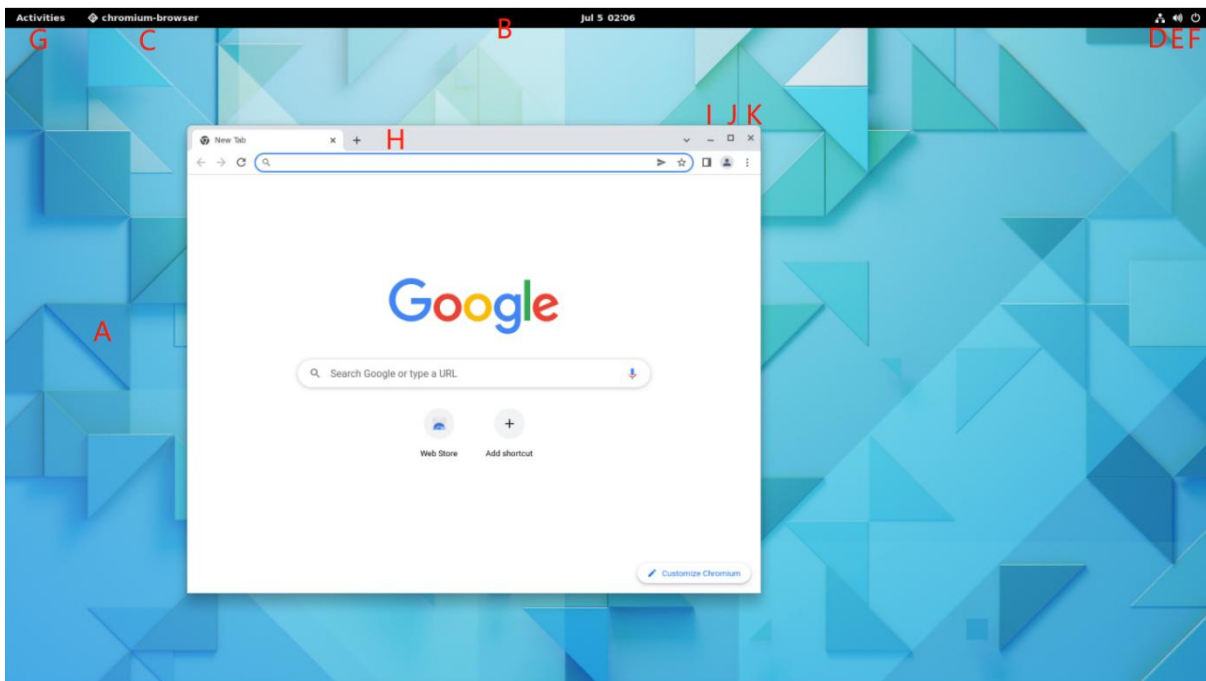 Activities chromium-browser Jul 5 02:06
G C B D E F
I J K
New Tab
H
Google
A
Search Google or type a URL
Web Store Add shortcut
Customize Chromium